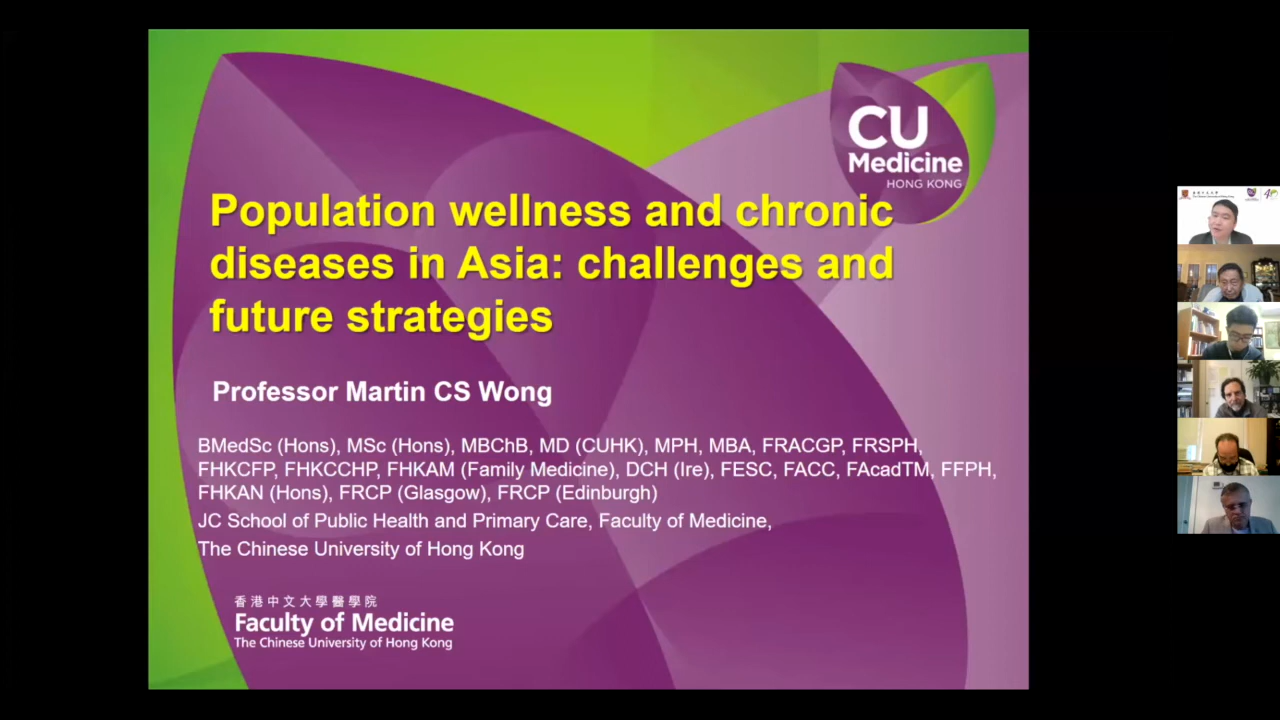 CU
Medicine
HONG KONG
Population wellness and chronic
diseases in Asia: challenges and
future strategies
Professor Martin CS Wong
BMedSc (Hons), MSc (Hons), MBChB, MD (CUHK), MPH, MBA, FRACGP, FRSPH,
FHKCFP, FHKCCHP, FHKAM (Family Medicine), DCH (Ire), FESC, FACC, FAcadTM, FFPH,
FHKAN (Hons), FRCP (Glasgow), FRCP (Edinburgh)
JC School of Public Health and Primary Care, Faculty of Medicine,
The Chinese University of Hong Kong
香港中文大學醫學院
Faculty of Medicine
The Chinese University of Hong Kong